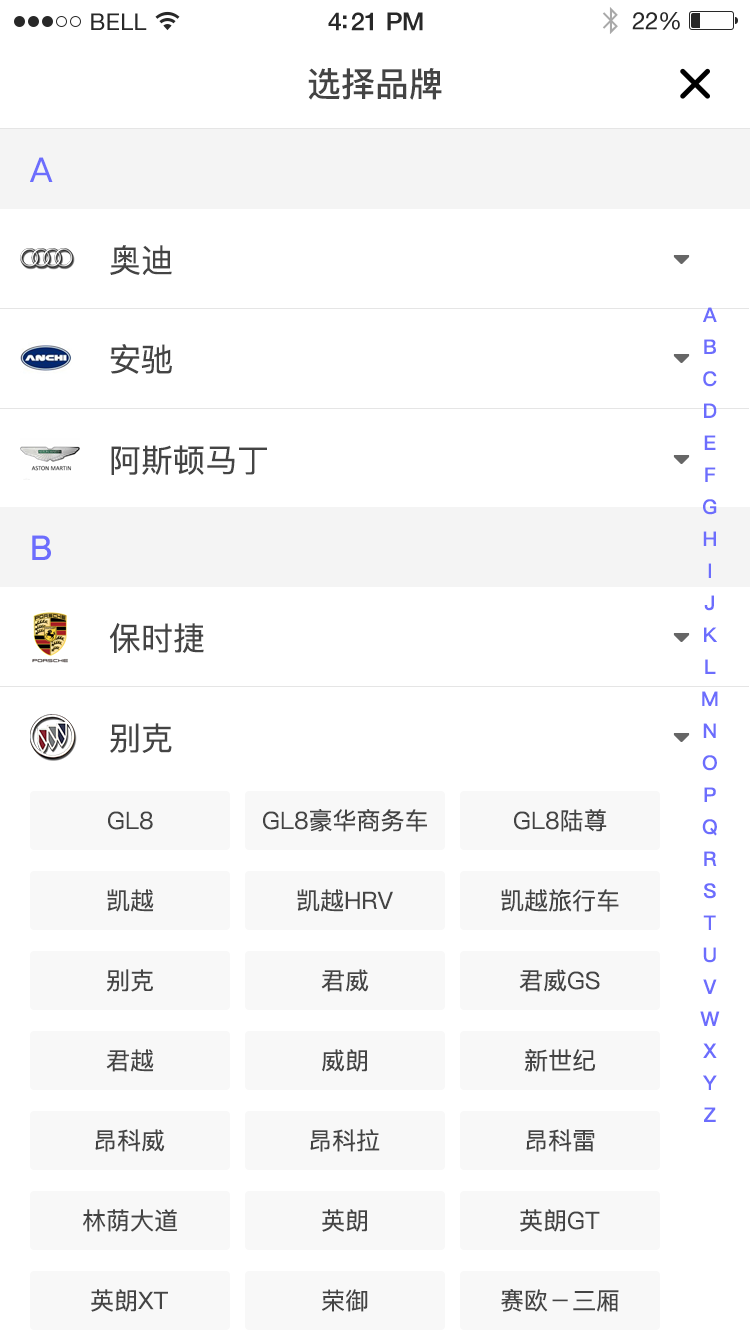 BELL 4:21 PM 22%
选择品牌
A
奥迪
ANCHI 安驰
ASTON MARTIN 阿斯顿马丁
B
PORSCHE
保时捷
PORSCHE
别克
GL8 GL8豪华商务车 GL8陆尊
凯越 凯越HRV 凯越旅行车
别克 君威 君威GS
君越 威朗 新世纪
昂科威 昂科拉 昂科雷
林荫大道 英朗 英朗GT
英朗XT 荣御 赛欧－三厢
A
B
C
D
E
F
G
H
I
J
K
L
M
N
O
P
Q
R
S
T
U
V
W
X
Y
Z